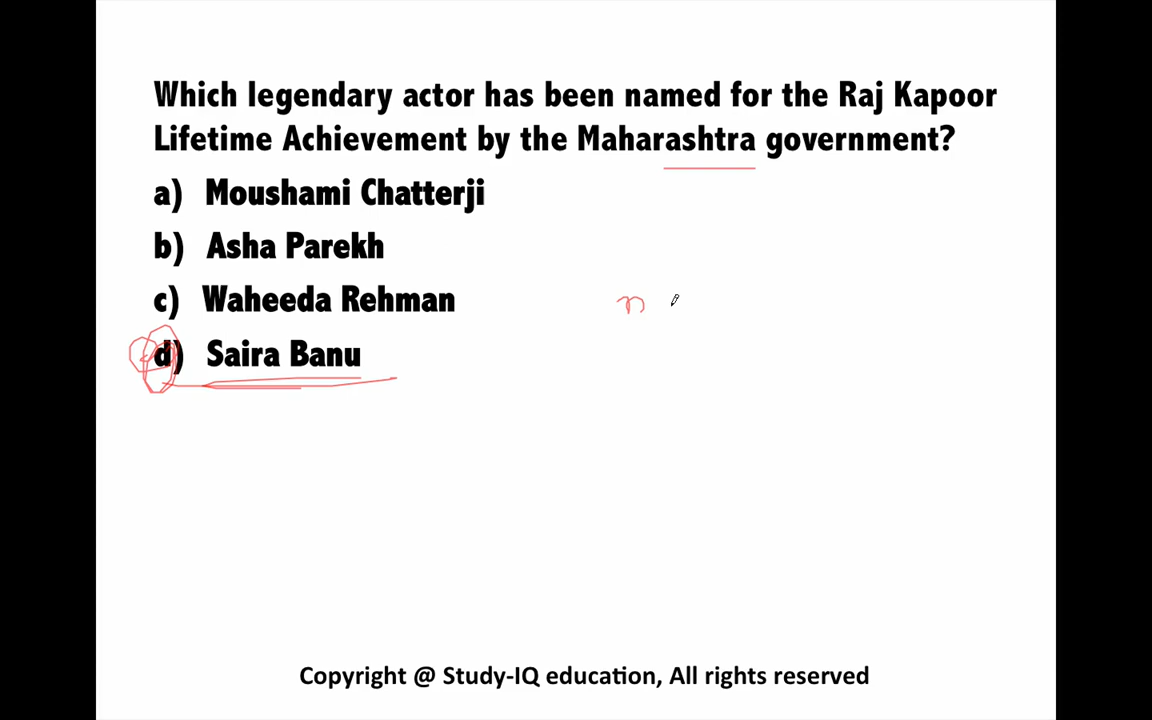 Which legendary actor has been named for the Raj Kapoor
Lifetime Achievement by the Maharashtra government?
a) Moushami Chatterji
b) Asha Parekh
c) Waheeda Rehman
d) Saira Banu
Copyright @ Study-IQ education, All rights reserved